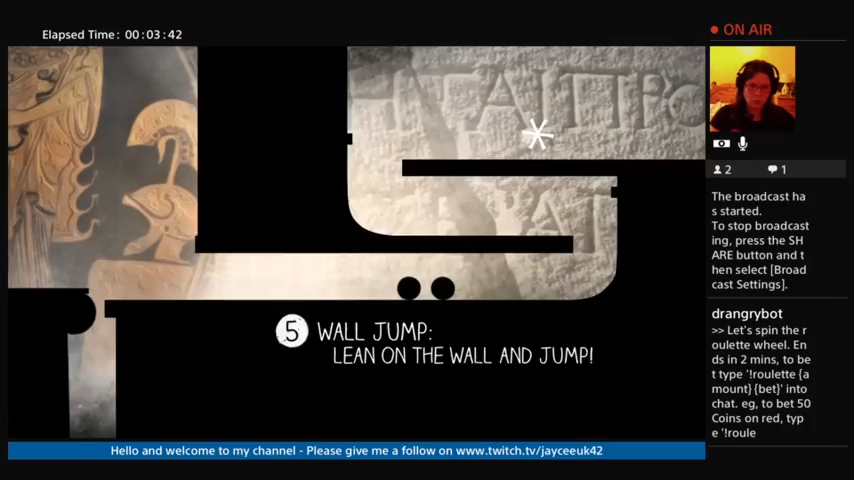 Elapsed Time: 00:03:42
ON AIR
2
1
The broadcast ha
s started.
To stop broadcast
ing, press the SH
ARE button and t
hen select [Broad
cast Settings].
drangrybot
>> Let's spin the r
oulette wheel. En
ds in 2 mins, to be
t type '!roulette {a
mount} {bet}' into
chat. eg, to bet 50
Coins on red, typ
e '!roule
5 WALL JUMP:
LEAN ON THE WALL AND JUMP!
Hello and welcome to my channel - Please give me a follow on www.twitch.tv/jayceeuk42